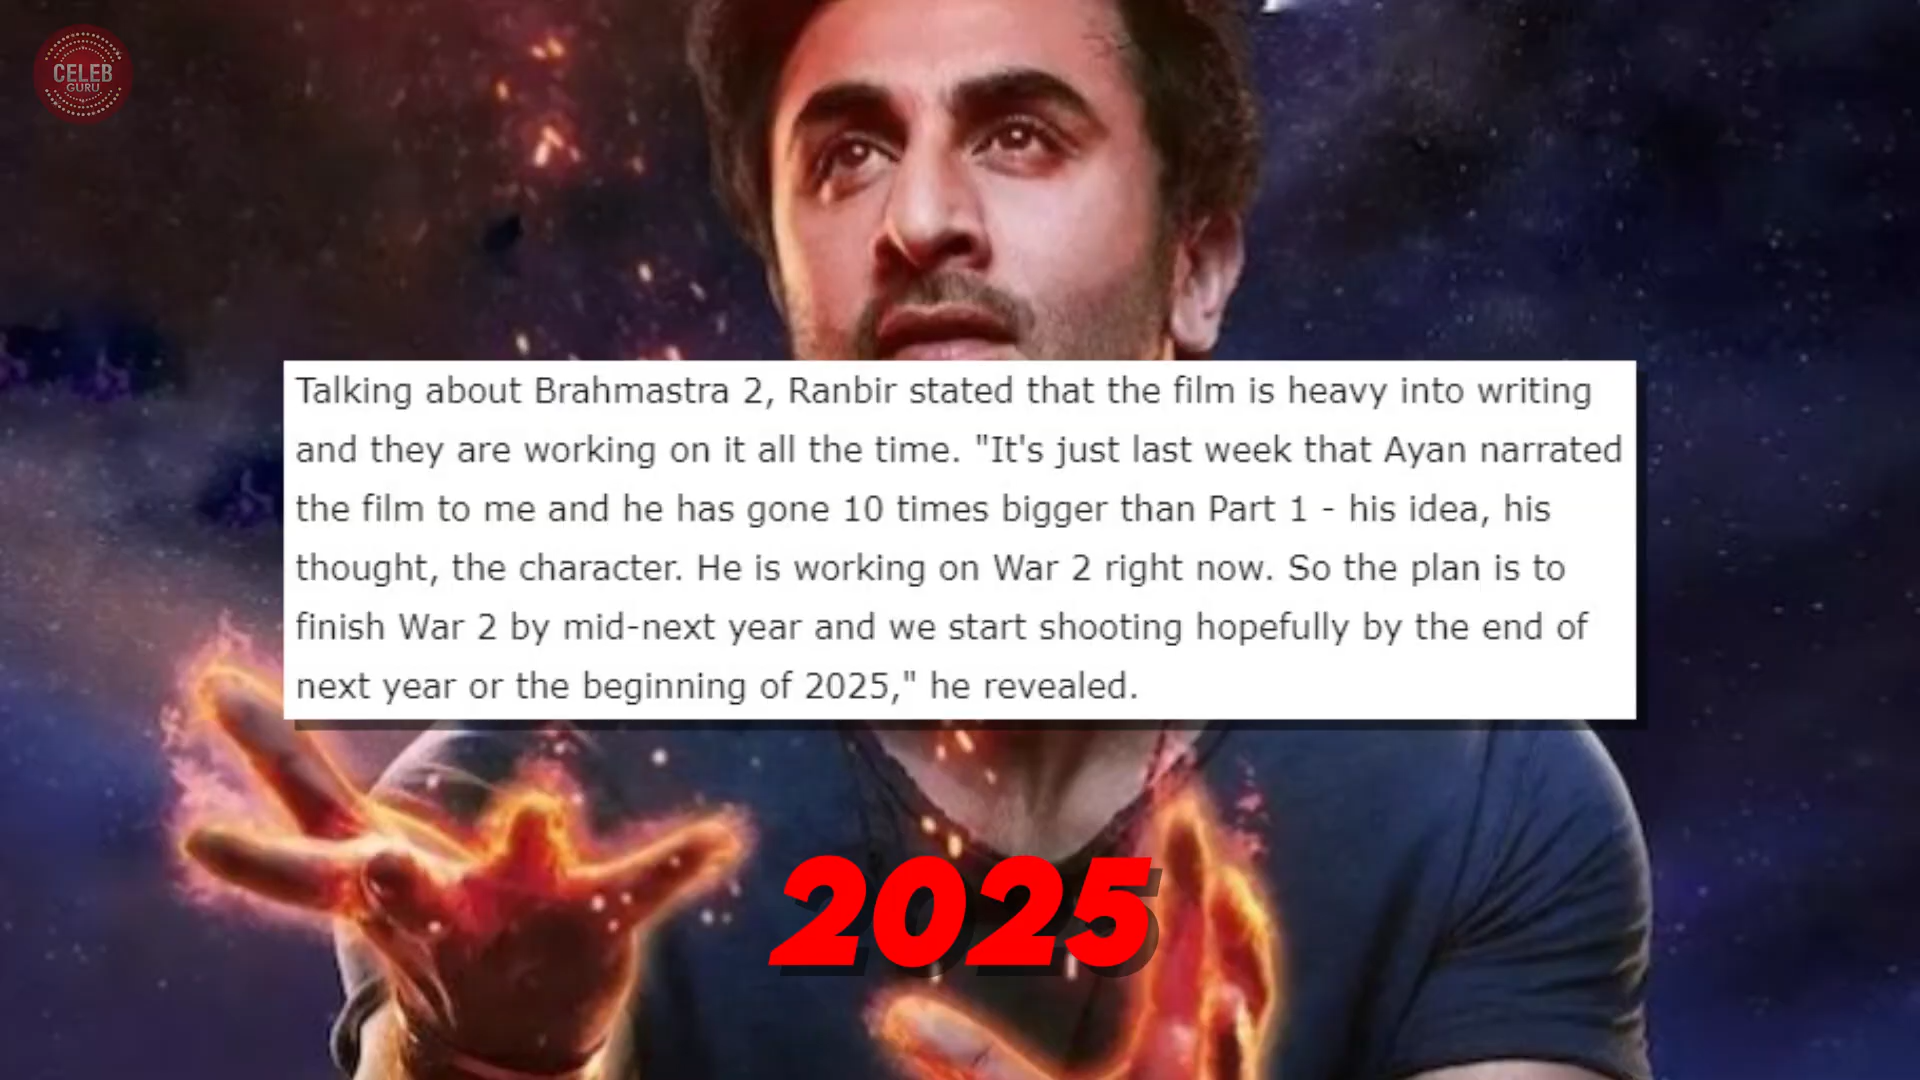 CELEB
GURU
Talking about Brahmastra 2, Ranbir stated that the film is heavy into writing
and they are working on it all the time. "It's just last week that Ayan narrated
the film to me and he has gone 10 times bigger than Part 1 - his idea, his
thought, the character. He is working on War 2 right now. So the plan is to
finish War 2 by mid-next year and we start shooting hopefully by the end of
next year or the beginning of 2025," he revealed.
2025